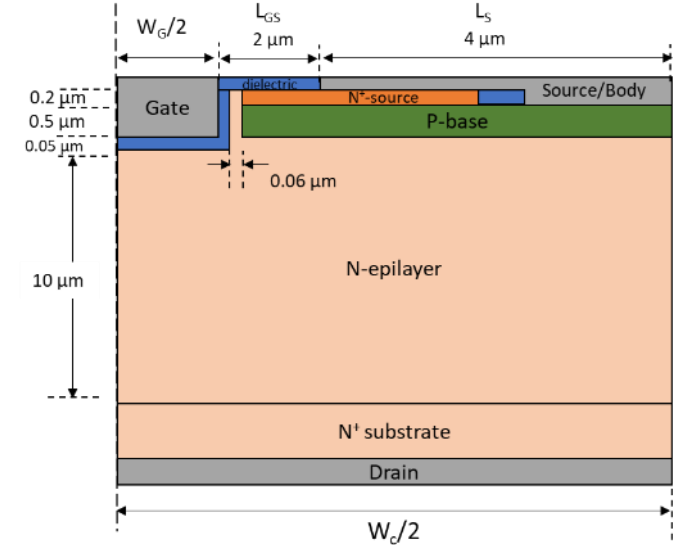 W_G/2
L_GS
2 µm
L_S
4 µm
dielectric
0.2 µm
N⁺-source
Source/Body
Gate
0.5 µm
P-base
0.05 µm
0.06 µm
N-epilayer
10 µm
N⁺ substrate
Drain
W_c/2